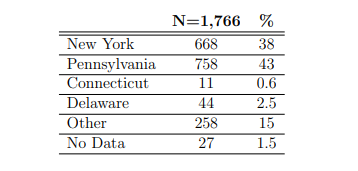 N=1,766 %
New York 668 38
Pennsylvania 758 43
Connecticut 11 0.6
Delaware 44 2.5
Other 258 15
No Data 27 1.5